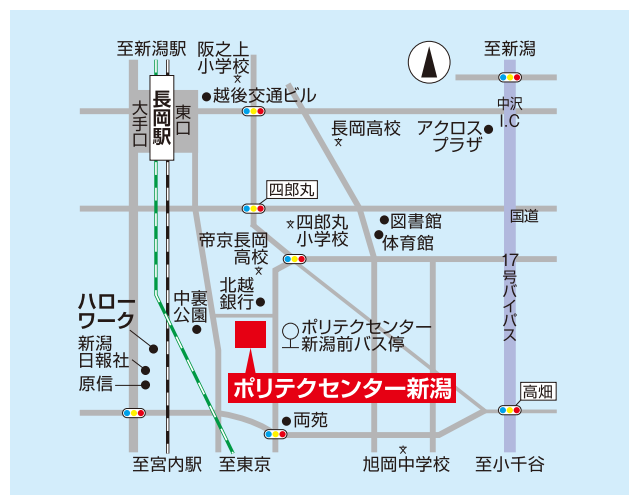 至新潟駅
阪之上
小学校
至新潟
越後交通ビル
大手口
長岡駅
東口
長岡高校
アクロス
プラザ
中沢
I.C
四郎丸
四郎丸
小学校
図書館
体育館
国道
17号バイパス
帝京長岡
高校
北越
銀行
中裏
公園
ハロー
ワーク
新潟
日報社
原信
ポリテクセンター
新潟前バス停
ポリテクセンター新潟
高畑
両苑
至宮内駅
至東京
旭岡中学校
至小千谷